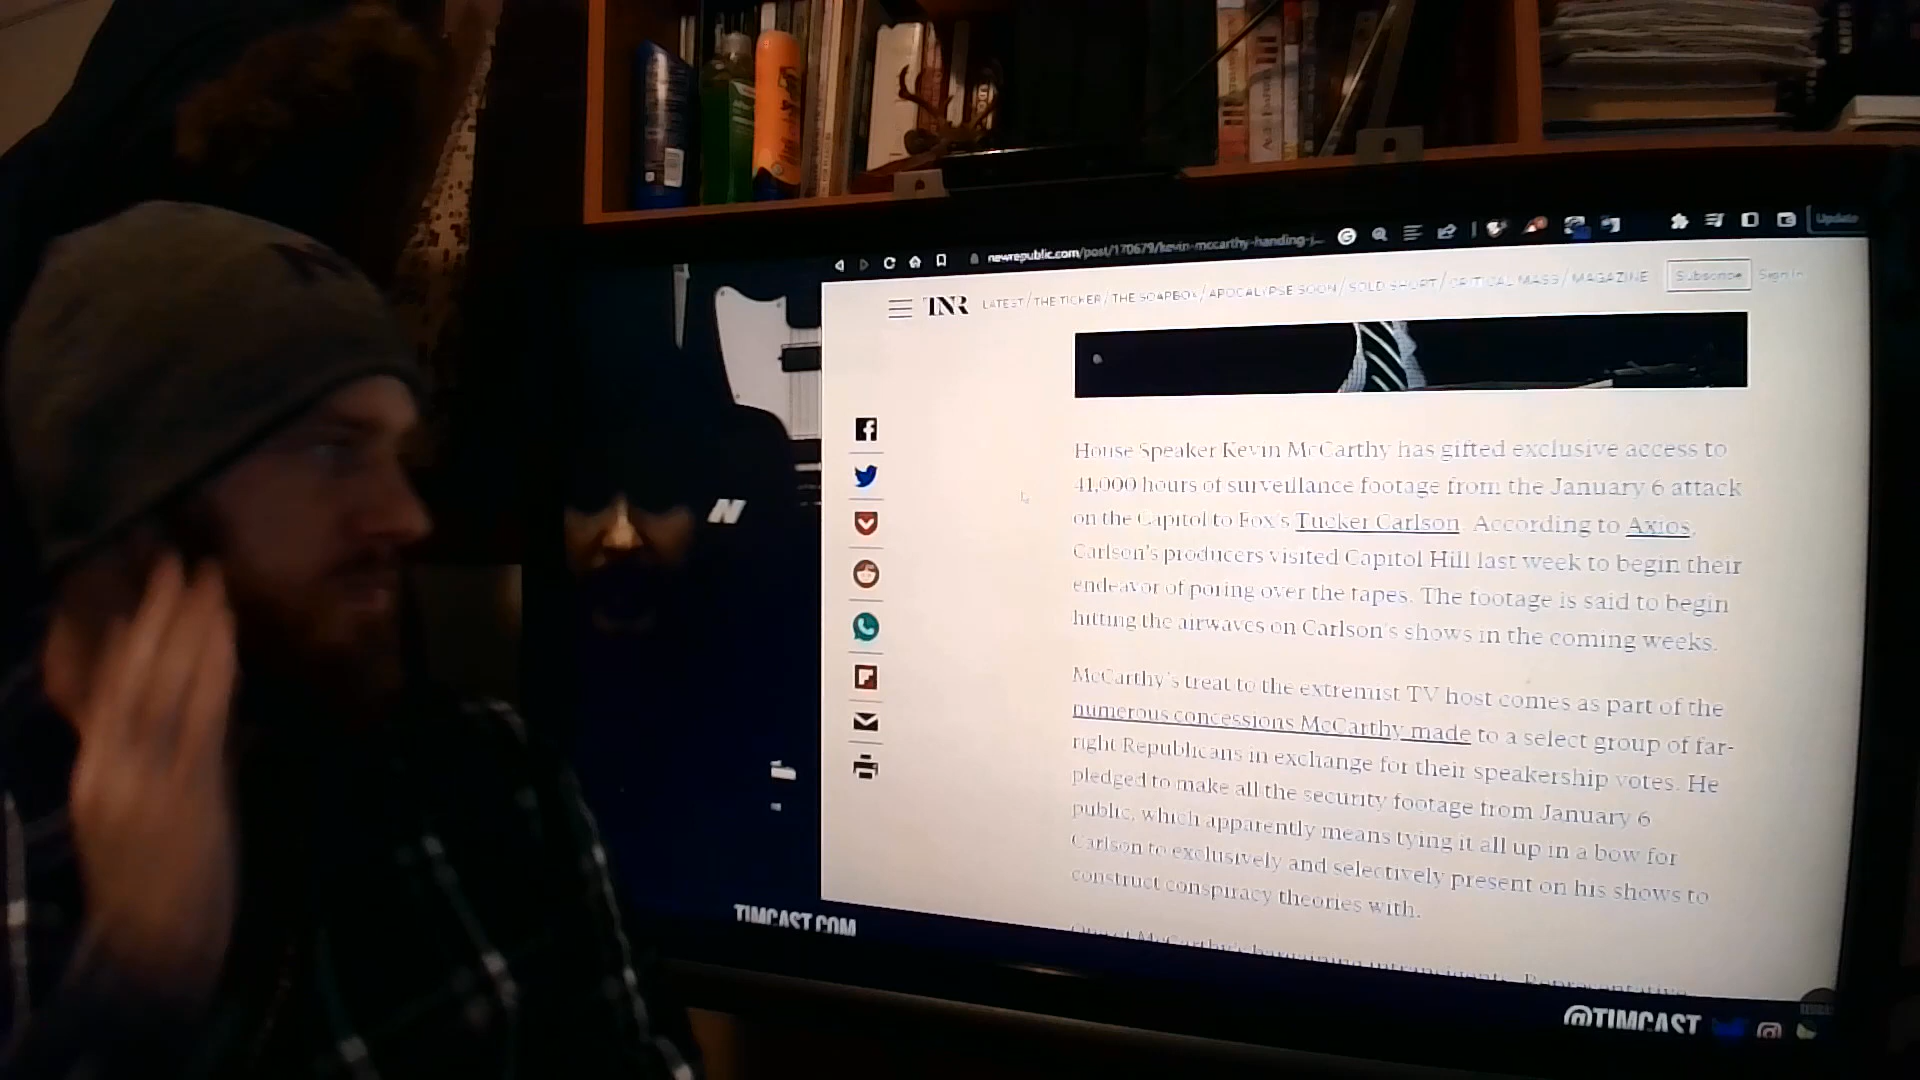 newrepublic.com/post/170679/kevin-mccarthy-handing-j...
Update
TNR
LATEST / THE TICKER / THE SOAPBOX / APOCALYPSE SOON / SOLD SHORT / CRITICAL MASS / MAGAZINE
Subscribe
Sign In
House Speaker Kevin McCarthy has gifted exclusive access to
41,000 hours of surveillance footage from the January 6 attack
on the Capitol to Fox's Tucker Carlson. According to Axios,
Carlson's producers visited Capitol Hill last week to begin their
endeavor of poring over the tapes. The footage is said to begin
hitting the airwaves on Carlson's shows in the coming weeks.
McCarthy's treat to the extremist TV host comes as part of the
numerous concessions McCarthy made to a select group of far-
right Republicans in exchange for their speakership votes. He
pledged to make all the security footage from January 6
public, which apparently means tying it all up in a bow for
Carlson to exclusively and selectively present on his shows to
construct conspiracy theories with.
McCarthy's bargaining
TIMCAST.COM
@TIMCAST